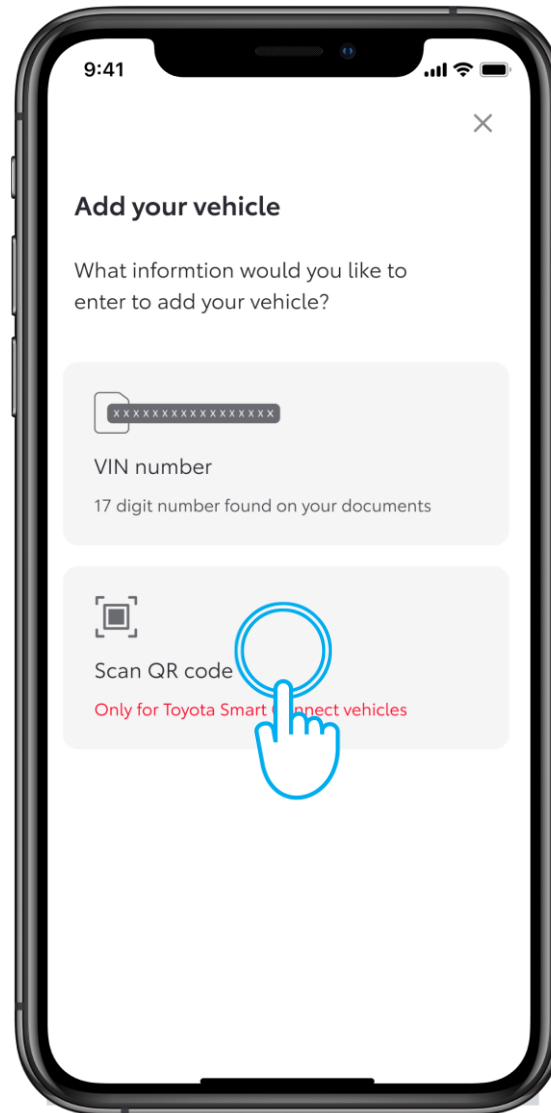 9:41
Add your vehicle
What informtion would you like to
enter to add your vehicle?
x x x x x x x x x x x x x x x x x
VIN number
17 digit number found on your documents
Scan QR code
Only for Toyota Smart Connect vehicles